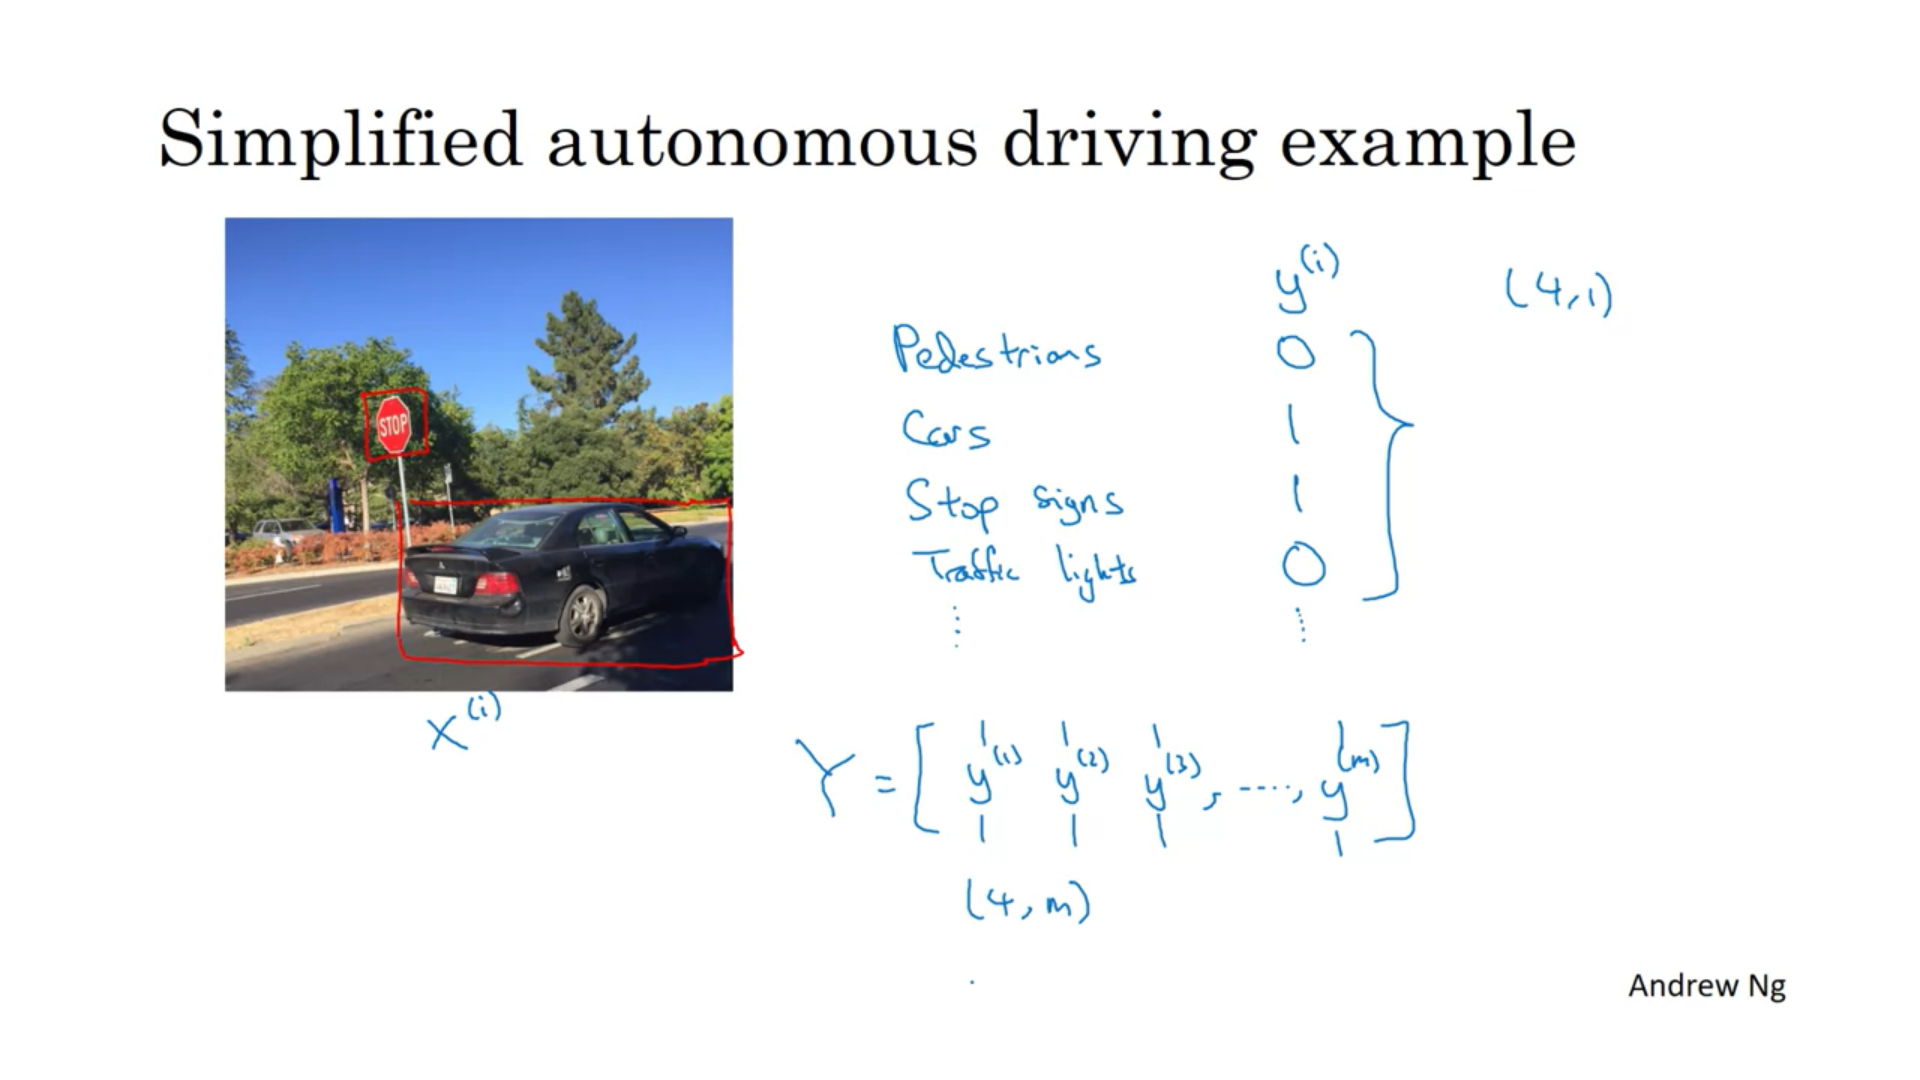 Simplified autonomous driving example
STOP
x^(i)
y^(i) (4,1)
Pedestrians 0
Cars 1
Stop signs 1
Traffic lights 0
⋮ ⋮
Y = [ y^(1) y^(2) y^(3), ----, y^(m) ]
(4, m)
Andrew Ng